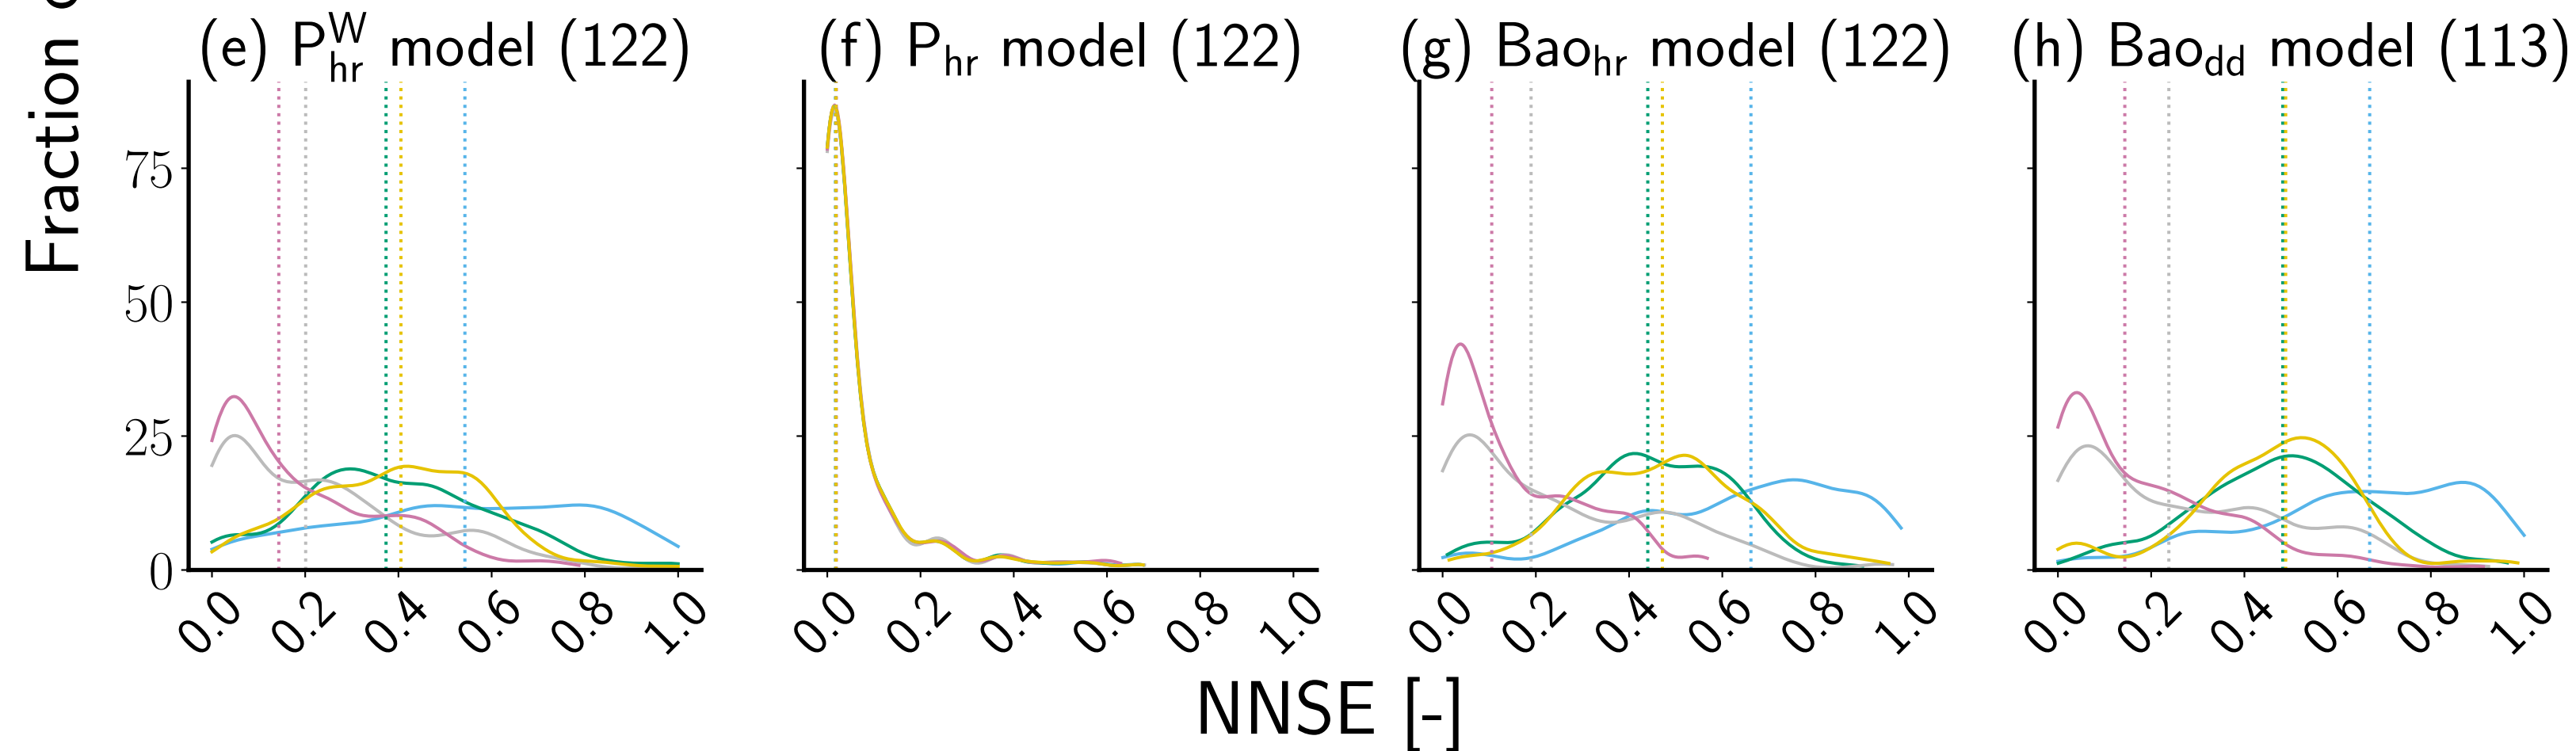 (e) P^W_hr model (122) (f) P_hr model (122) (g) Bao_hr model (122) (h) Bao_dd model (113)
Fraction
75
50
25
0
0.0 0.2 0.4 0.6 0.8 1.0 0.0 0.2 0.4 0.6 0.8 1.0 0.0 0.2 0.4 0.6 0.8 1.0 0.0 0.2 0.4 0.6 0.8 1.0
NNSE [-]